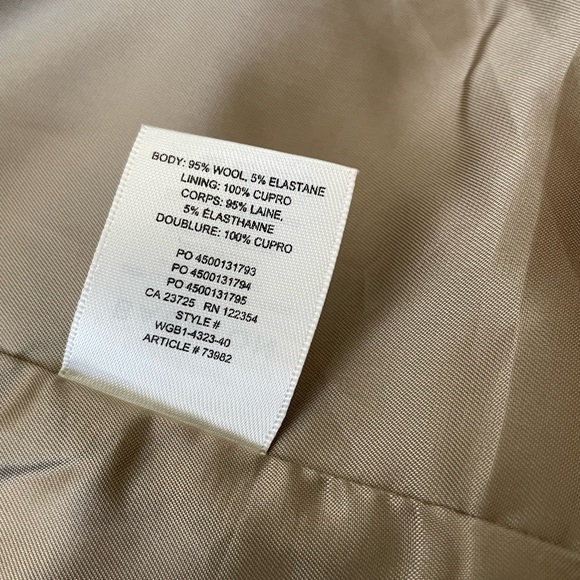 BODY: 95% WOOL, 5% ELASTANE
LINING: 100% CUPRO
CORPS: 95% LAINE,
5% ÉLASTHANNE
DOUBLURE: 100% CUPRO
PO 4500131793
PO 4500131794
PO 4500131795
CA 23725 RN 122354
STYLE #
WGB1-4323-40
ARTICLE # 73982